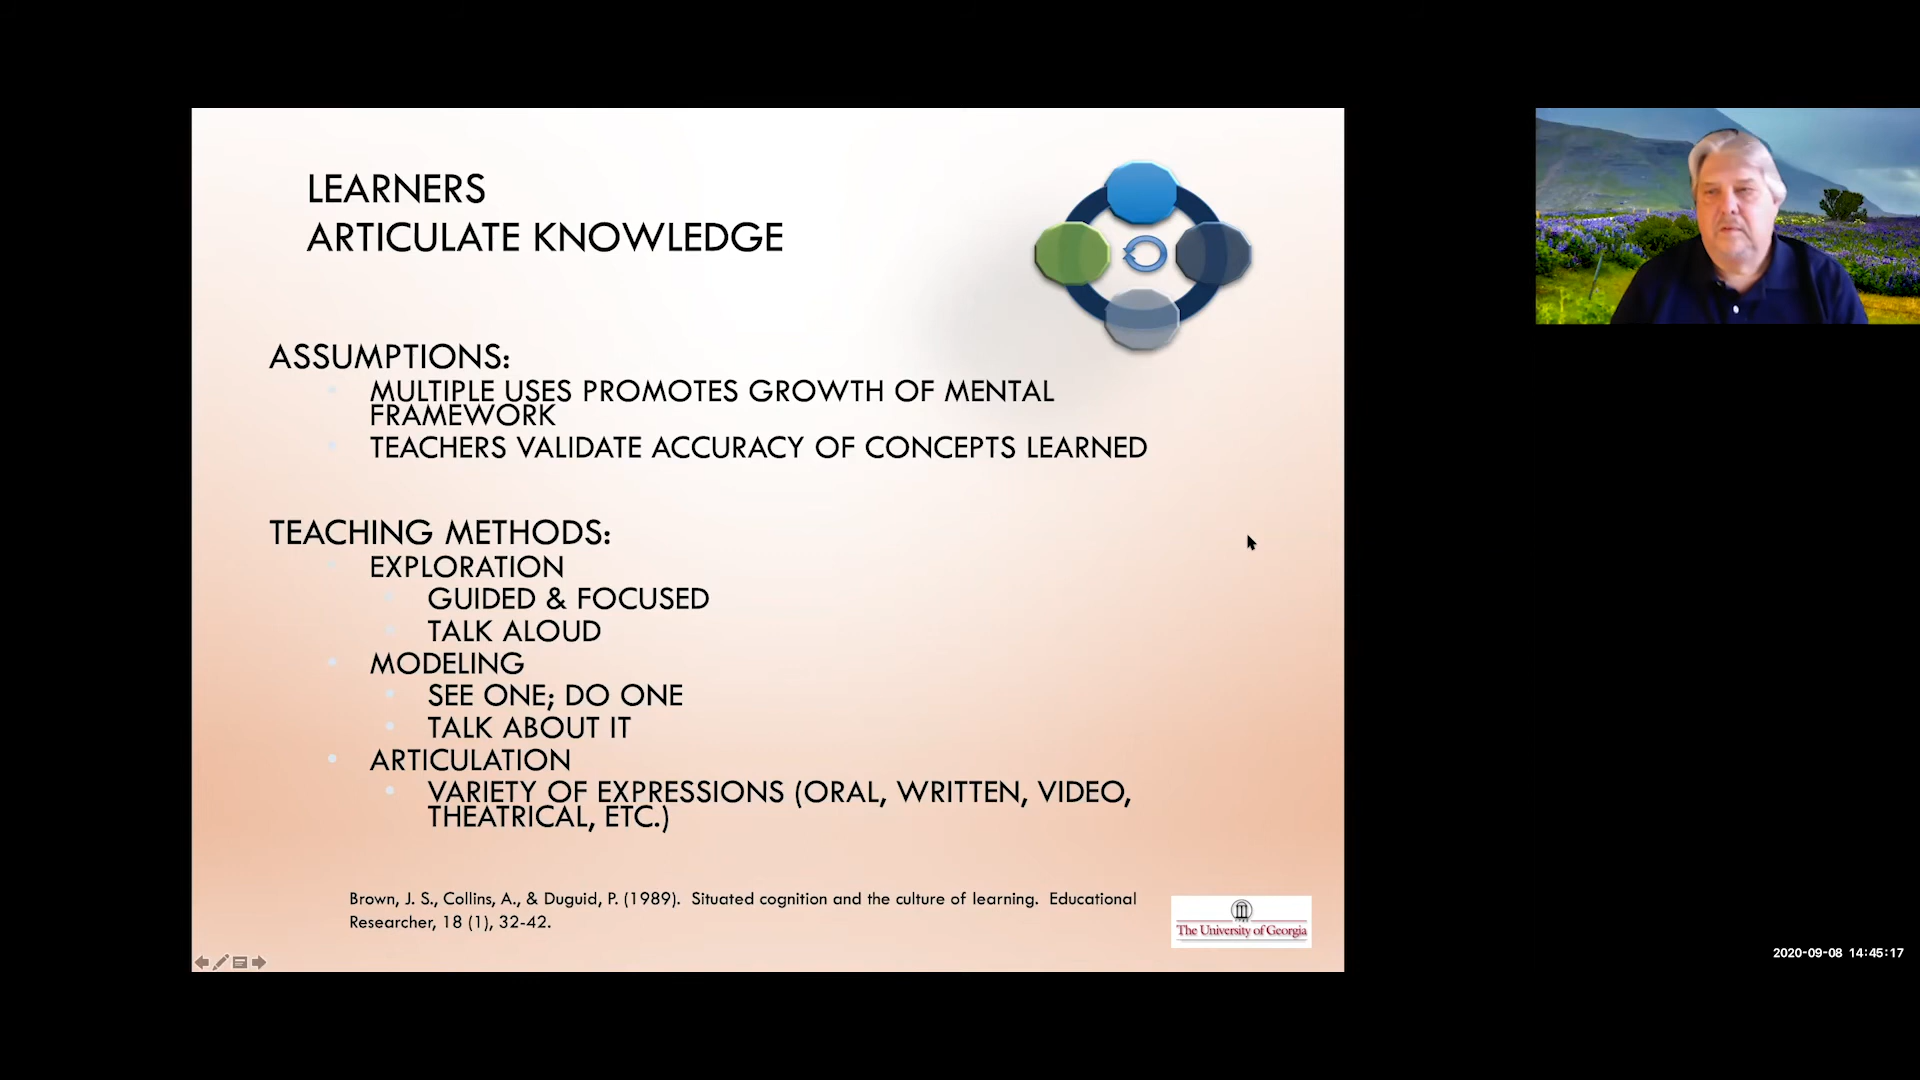 LEARNERS
ARTICULATE KNOWLEDGE
ASSUMPTIONS:
MULTIPLE USES PROMOTES GROWTH OF MENTAL
FRAMEWORK
TEACHERS VALIDATE ACCURACY OF CONCEPTS LEARNED
TEACHING METHODS:
EXPLORATION
GUIDED & FOCUSED
TALK ALOUD
MODELING
SEE ONE; DO ONE
TALK ABOUT IT
ARTICULATION
VARIETY OF EXPRESSIONS (ORAL, WRITTEN, VIDEO,
THEATRICAL, ETC.)
Brown, J. S., Collins, A., & Duguid, P. (1989). Situated cognition and the culture of learning. Educational
Researcher, 18 (1), 32-42.
The University of Georgia
2020-09-08 14:45:17